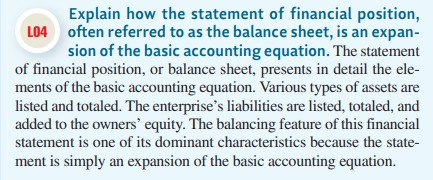 LO4
Explain how the statement of financial position,
often referred to as the balance sheet, is an expan-
sion of the basic accounting equation. The statement
of financial position, or balance sheet, presents in detail the ele-
ments of the basic accounting equation. Various types of assets are
listed and totaled. The enterprise’s liabilities are listed, totaled, and
added to the owners’ equity. The balancing feature of this financial
statement is one of its dominant characteristics because the state-
ment is simply an expansion of the basic accounting equation.